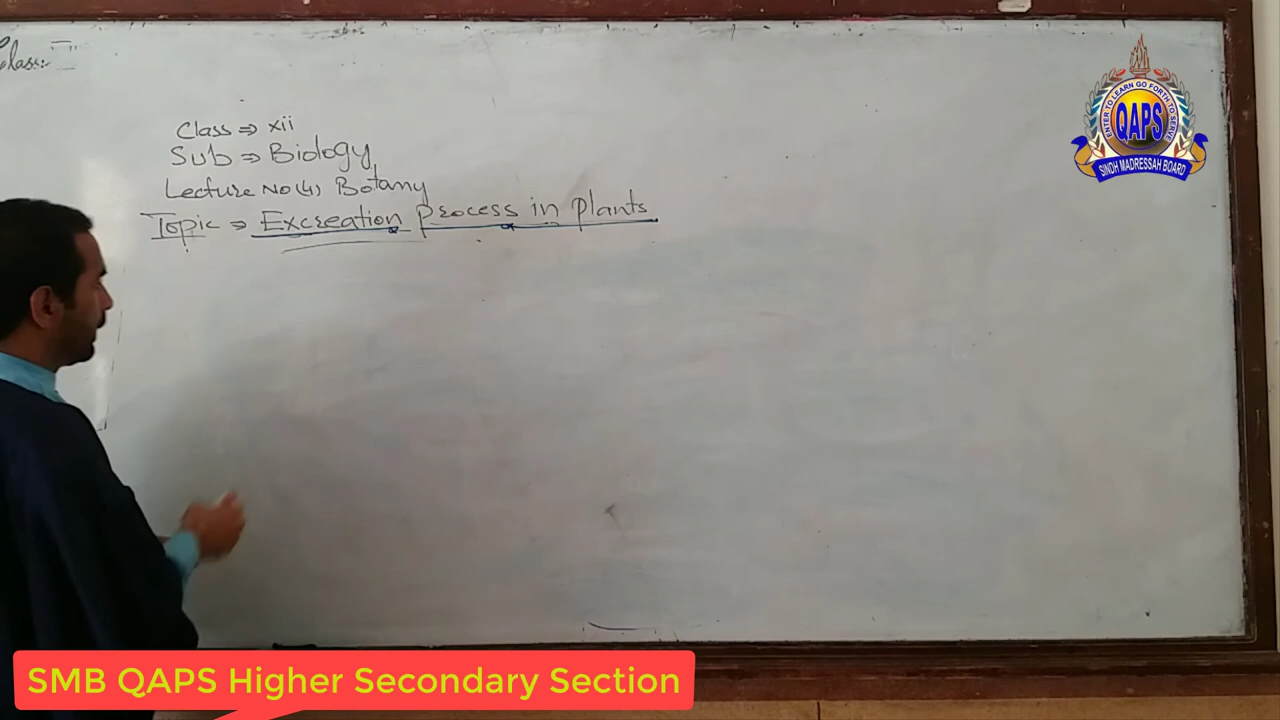 Class:
Class ⇒ xii
Sub ⇒ Biology
Lecture No (4) Botany
Topic ⇒ Excreation process in plants
ENTER TO LEARN GO FORTH TO SERVE
QAPS
SINDH MADRESSAH BOARD
SMB QAPS Higher Secondary Section